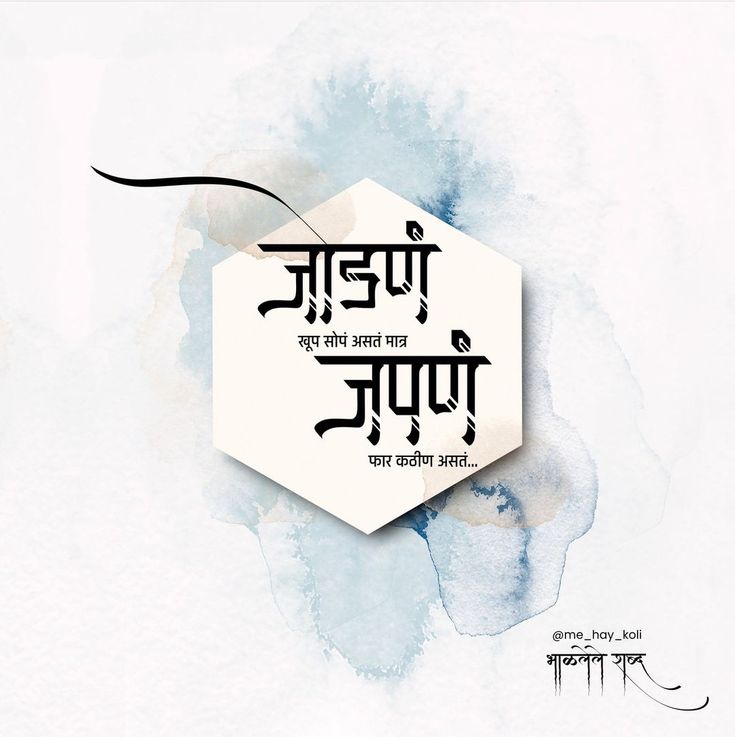 जोडणं
खूप सोपं असतं मात्र
जपणं
फार कठीण असतं...
@me_hay_koli
भाळलेले शब्द